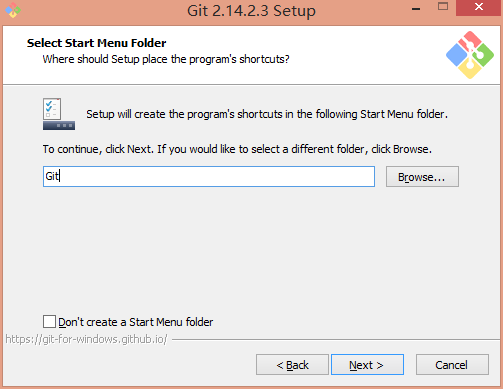 Git 2.14.2.3 Setup
Select Start Menu Folder
Where should Setup place the program's shortcuts?
Setup will create the program's shortcuts in the following Start Menu folder.
To continue, click Next. If you would like to select a different folder, click Browse.
Git
Browse...
Don't create a Start Menu folder
https://git-for-windows.github.io/
< Back
Next >
Cancel